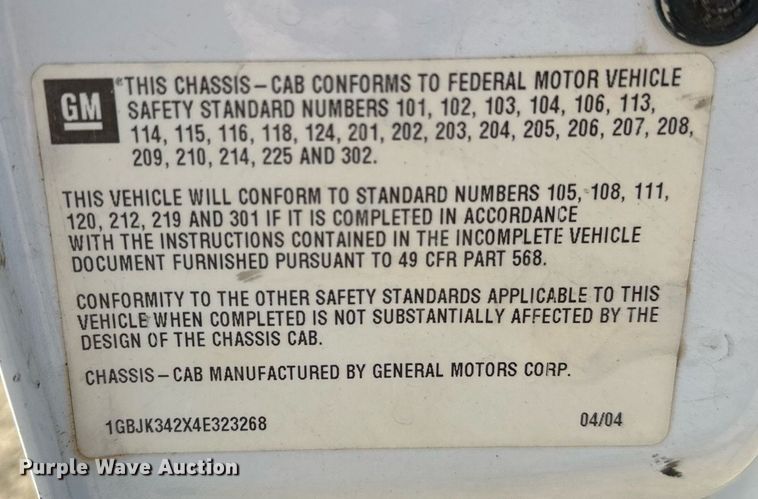 GM
THIS CHASSIS-CAB CONFORMS TO FEDERAL MOTOR VEHICLE
SAFETY STANDARD NUMBERS 101, 102, 103, 104, 106, 113,
114, 115, 116, 118, 124, 201, 202, 203, 204, 205, 206, 207, 208,
209, 210, 214, 225 AND 302.
THIS VEHICLE WILL CONFORM TO STANDARD NUMBERS 105, 108, 111,
120, 212, 219 AND 301 IF IT IS COMPLETED IN ACCORDANCE
WITH THE INSTRUCTIONS CONTAINED IN THE INCOMPLETE VEHICLE
DOCUMENT FURNISHED PURSUANT TO 49 CFR PART 568.
CONFORMITY TO THE OTHER SAFETY STANDARDS APPLICABLE TO THIS
VEHICLE WHEN COMPLETED IS NOT SUBSTANTIALLY AFFECTED BY THE
DESIGN OF THE CHASSIS CAB.
CHASSIS-CAB MANUFACTURED BY GENERAL MOTORS CORP.
1GBJK342X4E323268 04/04
Purple Wave Auction